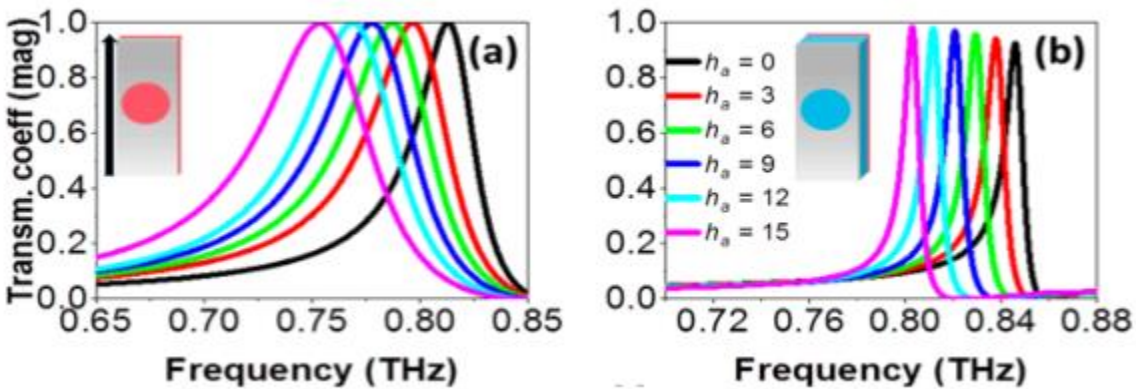 Transm. coeff (mag)
1.0
0.8
0.6
0.4
0.2
0.0
(a)
0.65
0.70
0.75
0.80
0.85
Frequency (THz)
1.0
0.8
0.6
0.4
0.2
0.0
(b)
hₐ = 0
hₐ = 3
hₐ = 6
hₐ = 9
hₐ = 12
hₐ = 15
0.72
0.76
0.80
0.84
0.88
Frequency (THz)